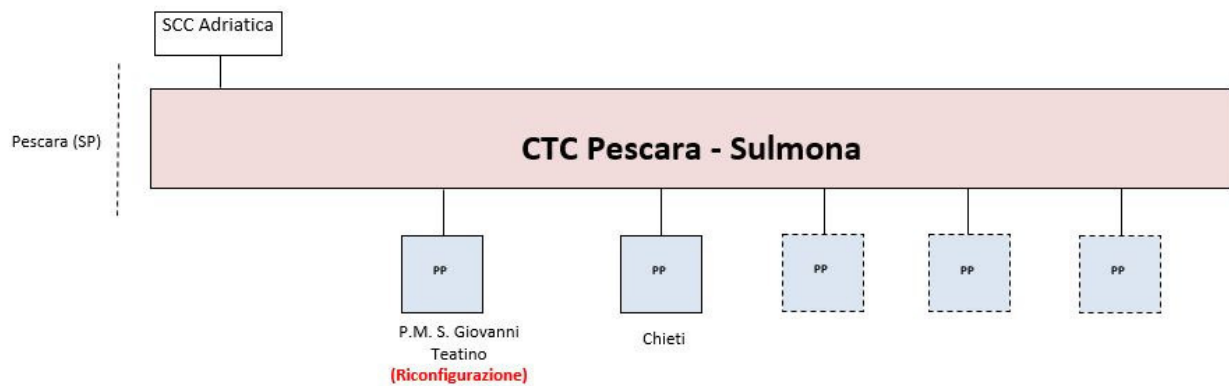 SCC Adriatica
Pescara (SP)
CTC Pescara - Sulmona
PP
PP
PP
PP
PP
P.M. S. Giovanni
Teatino
(Riconfigurazione)
Chieti